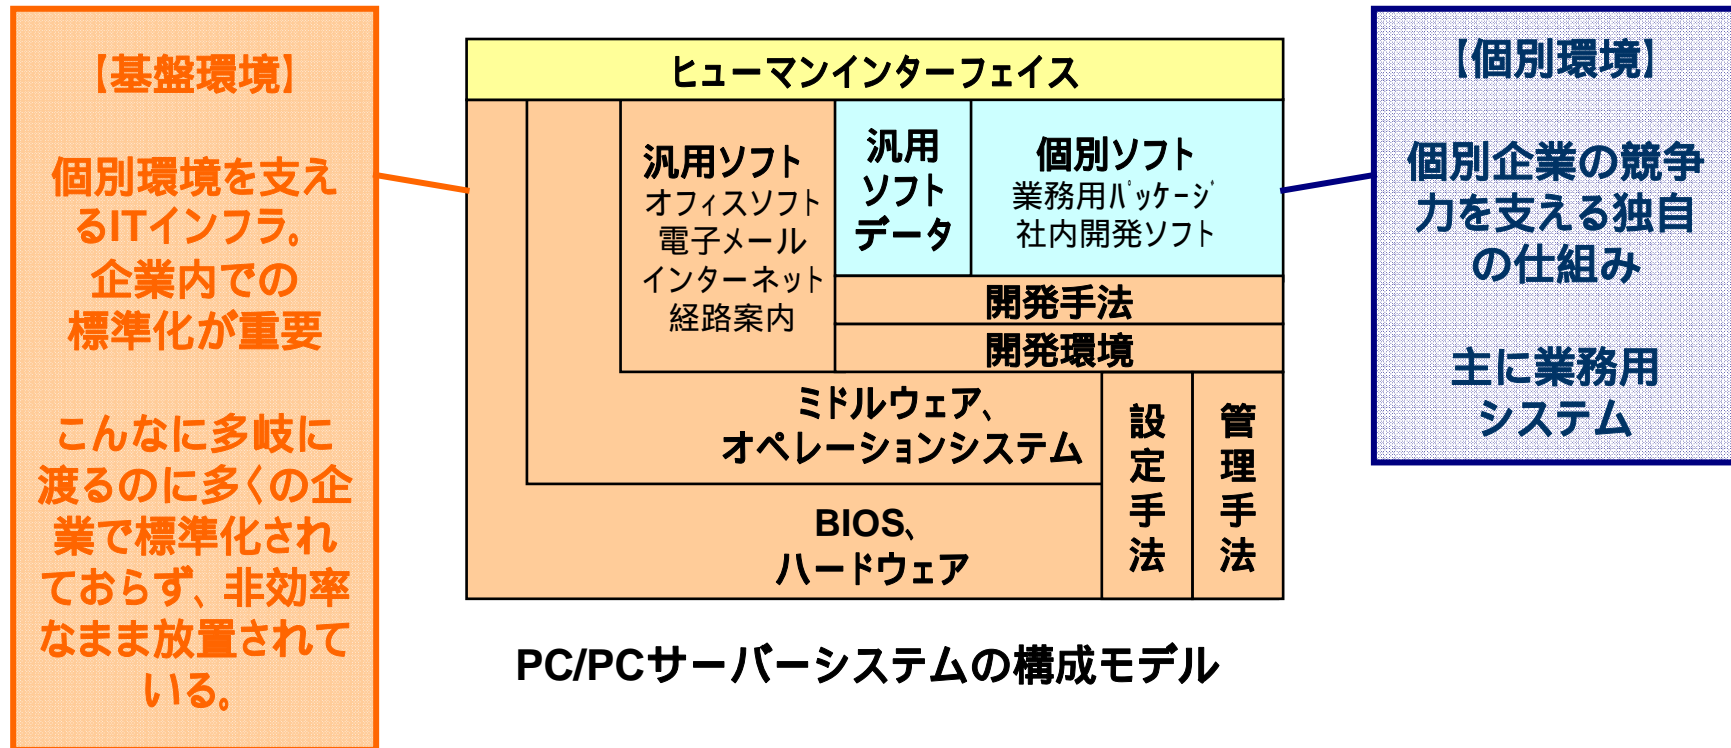 【基盤環境】
個別環境を支え
るITインフラ。
企業内での
標準化が重要
こんなに多岐に
渡るのに多くの企
業で標準化され
ておらず、非効率
なまま放置されて
いる。
ヒューマンインターフェイス
汎用ソフト
オフィスソフト
電子メール
インターネット
経路案内
汎用
ソフト
データ
個別ソフト
業務用ﾊﾟｯｹｰｼﾞ
社内開発ソフト
開発手法
開発環境
ミドルウェア、
オペレーションシステム
設定手法
管理手法
BIOS、
ハードウェア
PC/PCサーバーシステムの構成モデル
【個別環境】
個別企業の競争
力を支える独自
の仕組み
主に業務用
システム